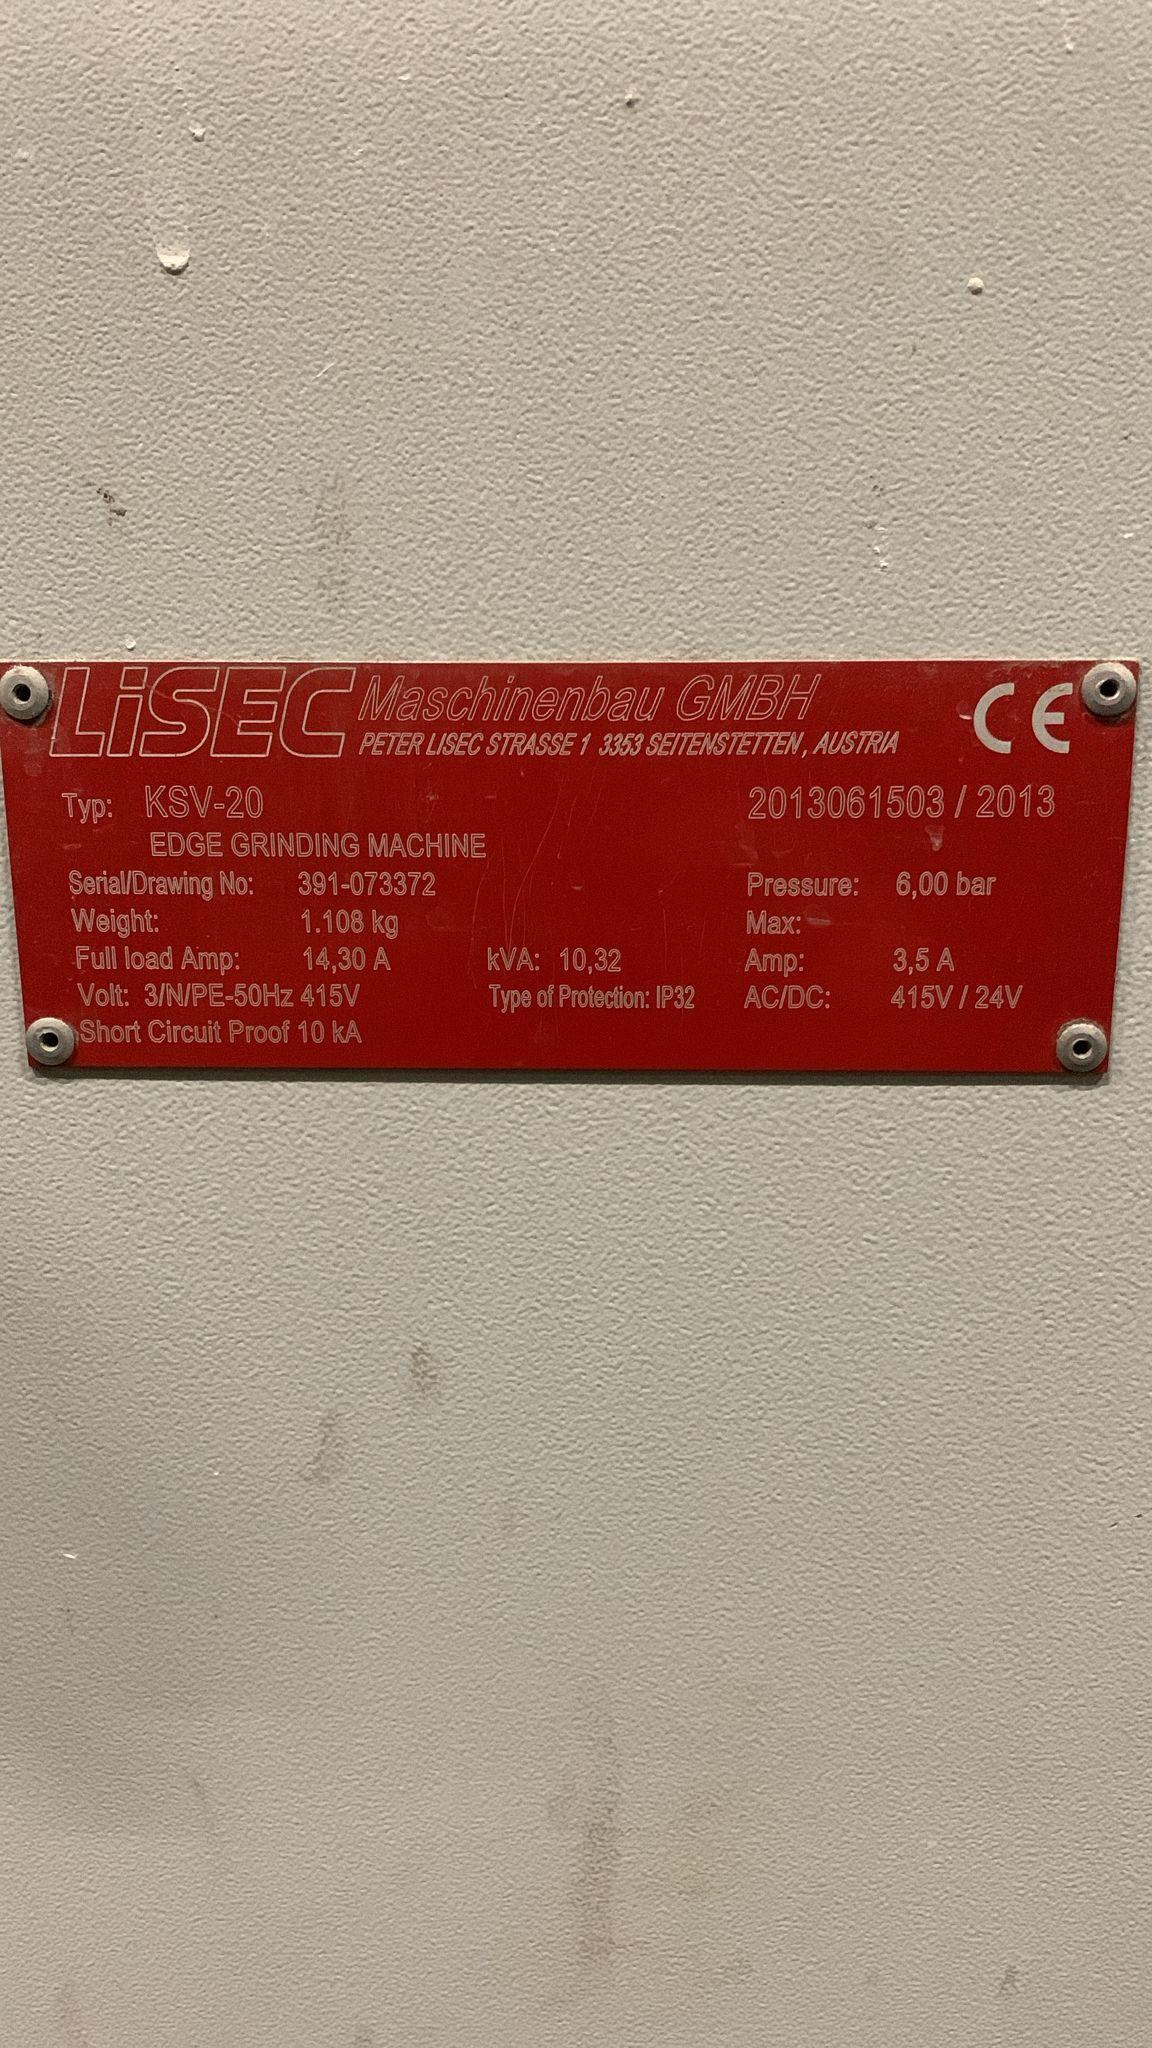 LiSEC Maschinenbau GMBH
PETER LISEC STRASSE 1 3353 SEITENSTETTEN, AUSTRIA
CE
Typ: KSV-20 2013061503 / 2013
EDGE GRINDING MACHINE
Serial/Drawing No: 391-073372 Pressure: 6,00 bar
Weight: 1.108 kg Max:
Full load Amp: 14,30 A kVA: 10,32 Amp: 3,5 A
Volt: 3/N/PE-50Hz 415V Type of Protection: IP32 AC/DC: 415V / 24V
Short Circuit Proof 10 kA